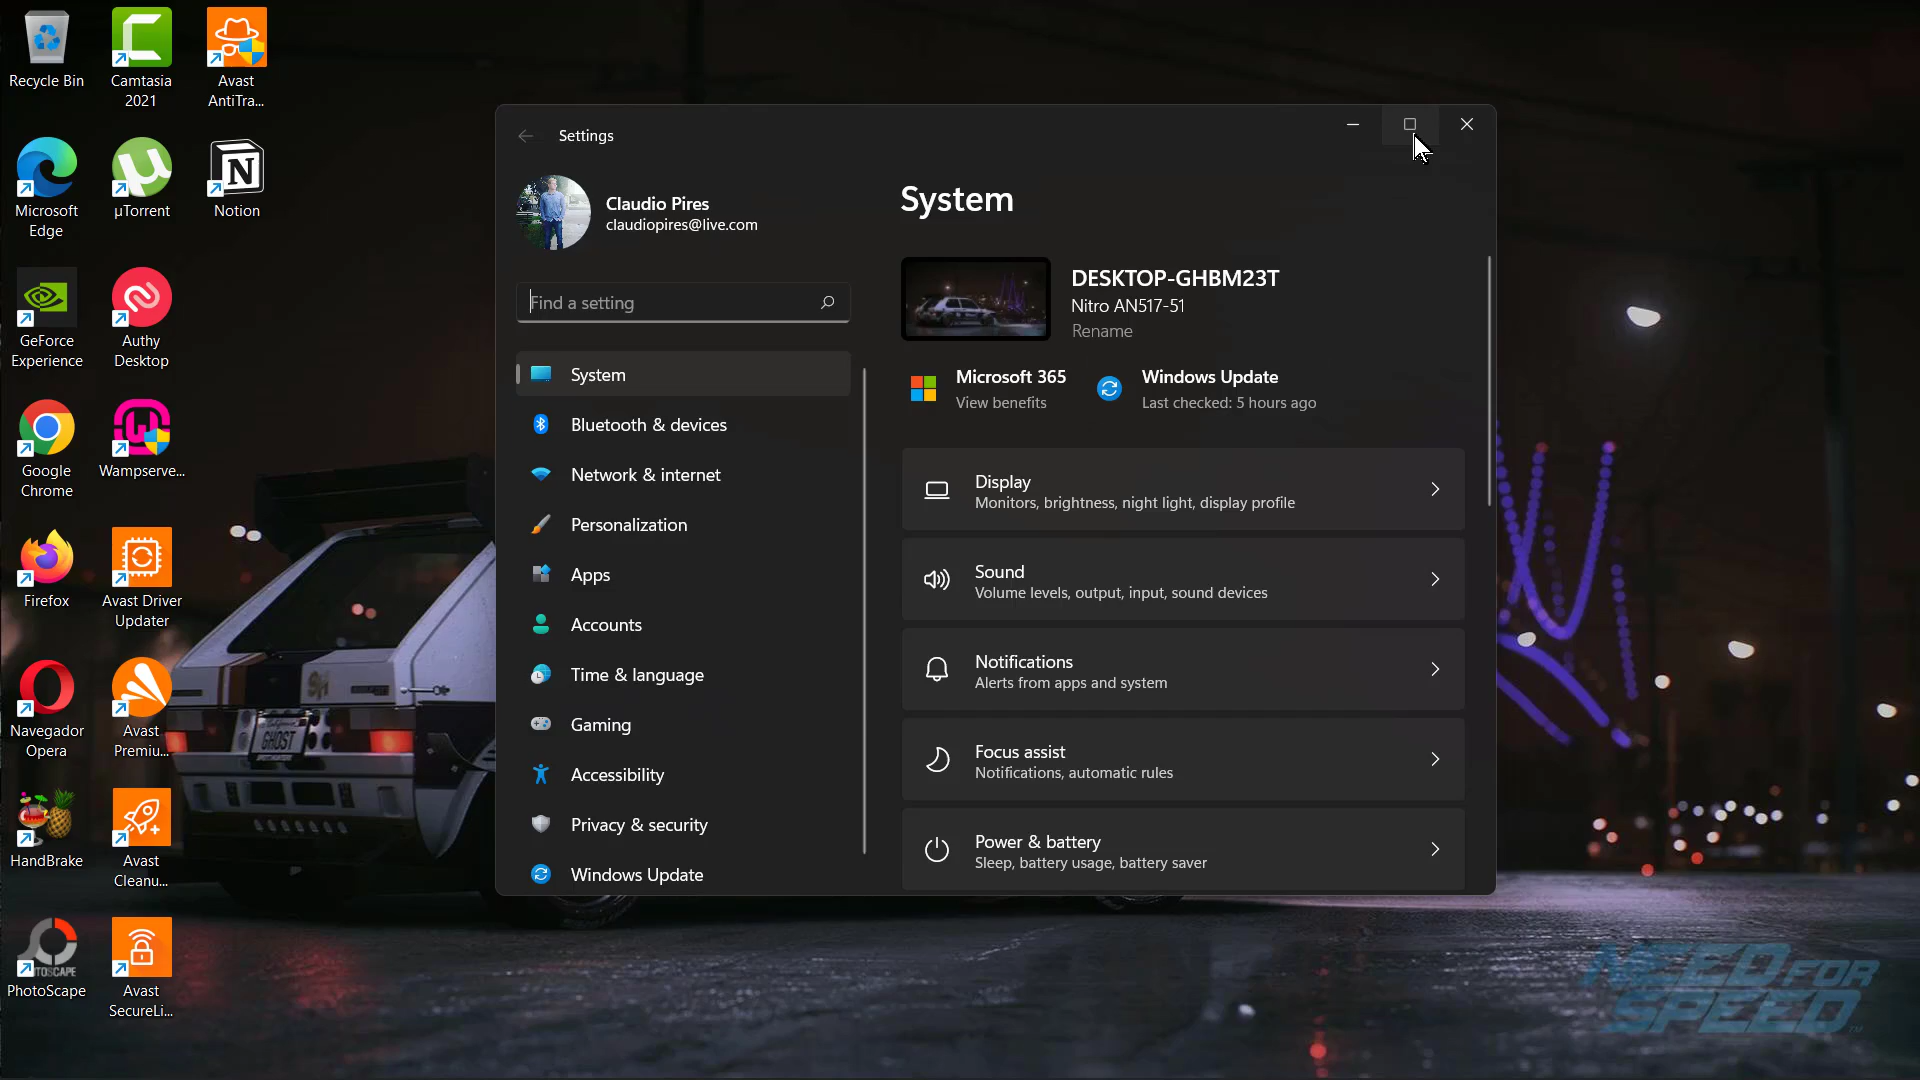 Recycle Bin
Camtasia
2021
Avast
AntiTra...
Microsoft
Edge
µTorrent
Notion
GeForce
Experience
Authy
Desktop
Google
Chrome
Wampserve...
Firefox
Avast Driver
Updater
Navegador
Opera
Avast
Premiu...
HandBrake
Avast
Cleanu...
PhotoScape
Avast
SecureLi...
Settings
Claudio Pires
claudiopires@live.com
Find a setting
System
Bluetooth & devices
Network & internet
Personalization
Apps
Accounts
Time & language
Gaming
Accessibility
Privacy & security
Windows Update
System
DESKTOP-GHBM23T
Nitro AN517-51
Rename
Microsoft 365
View benefits
Windows Update
Last checked: 5 hours ago
Display
Monitors, brightness, night light, display profile
Sound
Volume levels, output, input, sound devices
Notifications
Alerts from apps and system
Focus assist
Notifications, automatic rules
Power & battery
Sleep, battery usage, battery saver
GHOST
NEED FOR
SPEED